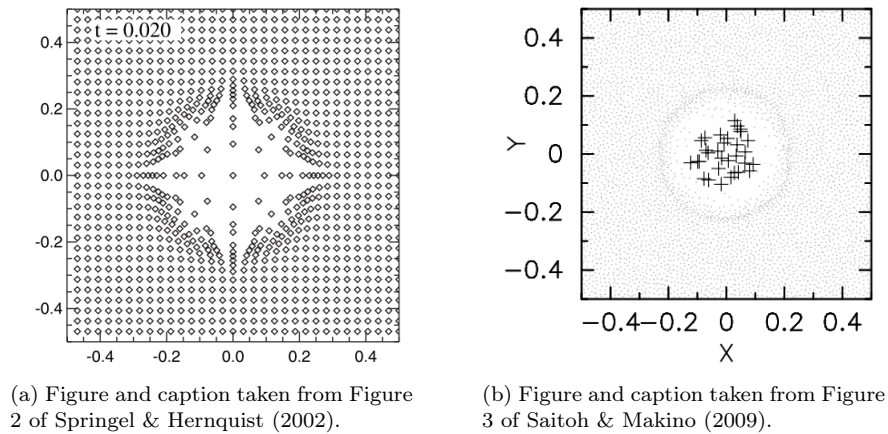 t = 0.020
0.4
0.2
0.0
-0.2
-0.4
-0.4 -0.2 0.0 0.2 0.4
0.4
0.2
0
−0.2
−0.4
Y
−0.4−0.2 0 0.2 0.4
X
(a) Figure and caption taken from Figure
2 of Springel & Hernquist (2002).
(b) Figure and caption taken from Figure
3 of Saitoh & Makino (2009).